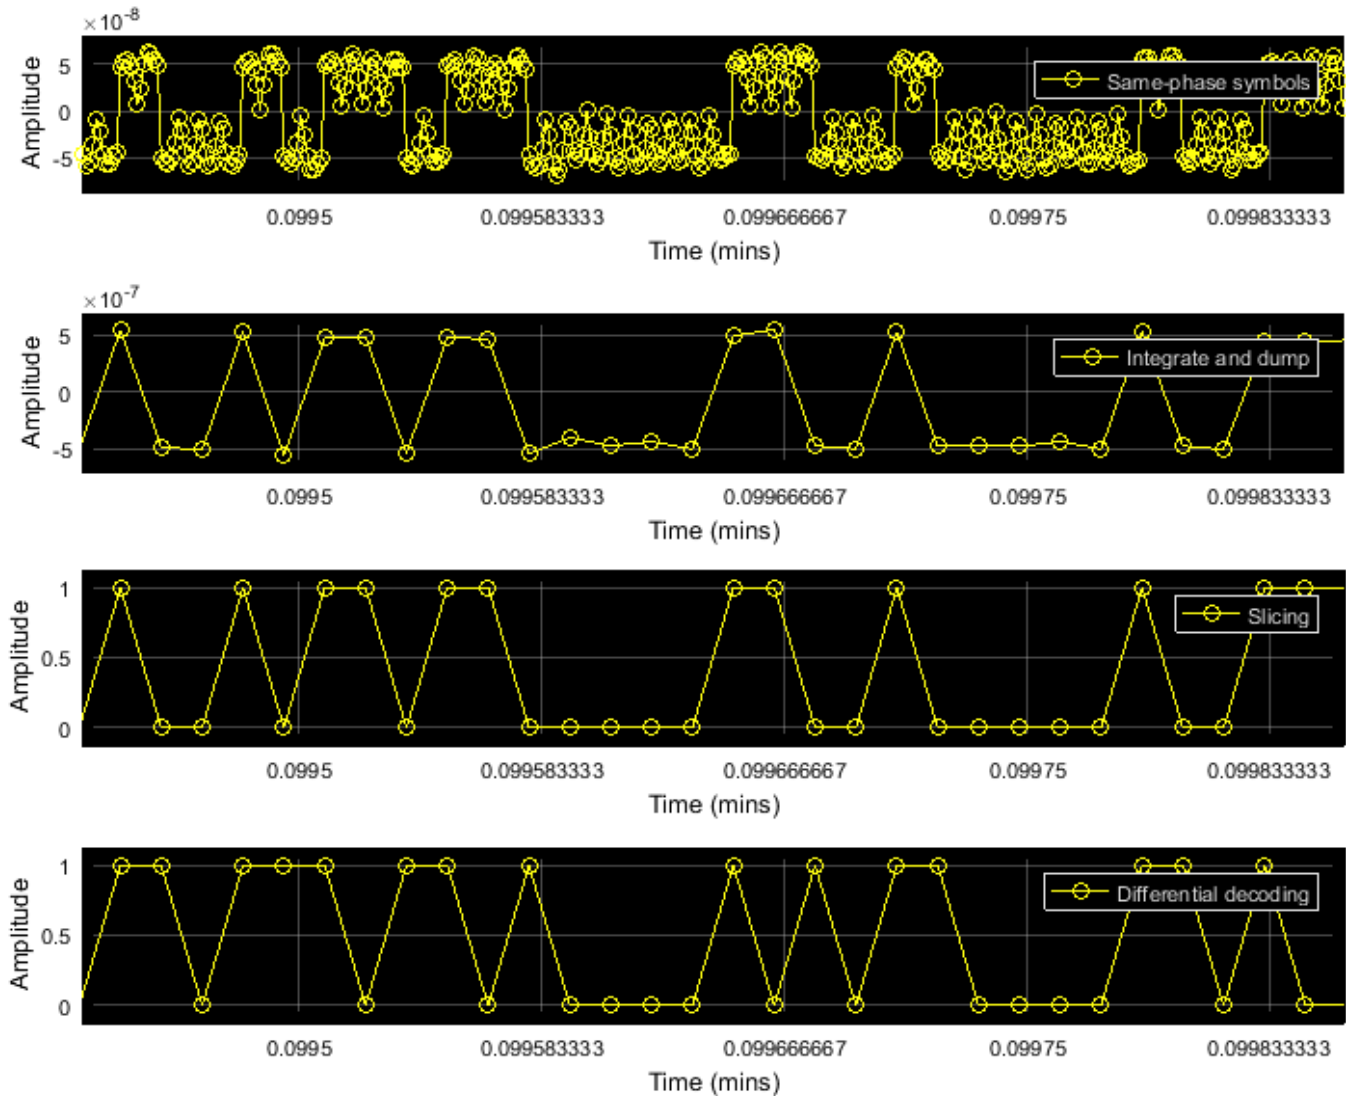 ×10⁻⁸
Amplitude
5
0
-5
Same-phase symbols
0.0995 0.099583333 0.099666667 0.09975 0.099833333
Time (mins)
×10⁻⁷
Amplitude
5
0
-5
Integrate and dump
0.0995 0.099583333 0.099666667 0.09975 0.099833333
Time (mins)
Amplitude
1
0.5
0
Slicing
0.0995 0.099583333 0.099666667 0.09975 0.099833333
Time (mins)
Amplitude
1
0.5
0
Differential decoding
0.0995 0.099583333 0.099666667 0.09975 0.099833333
Time (mins)